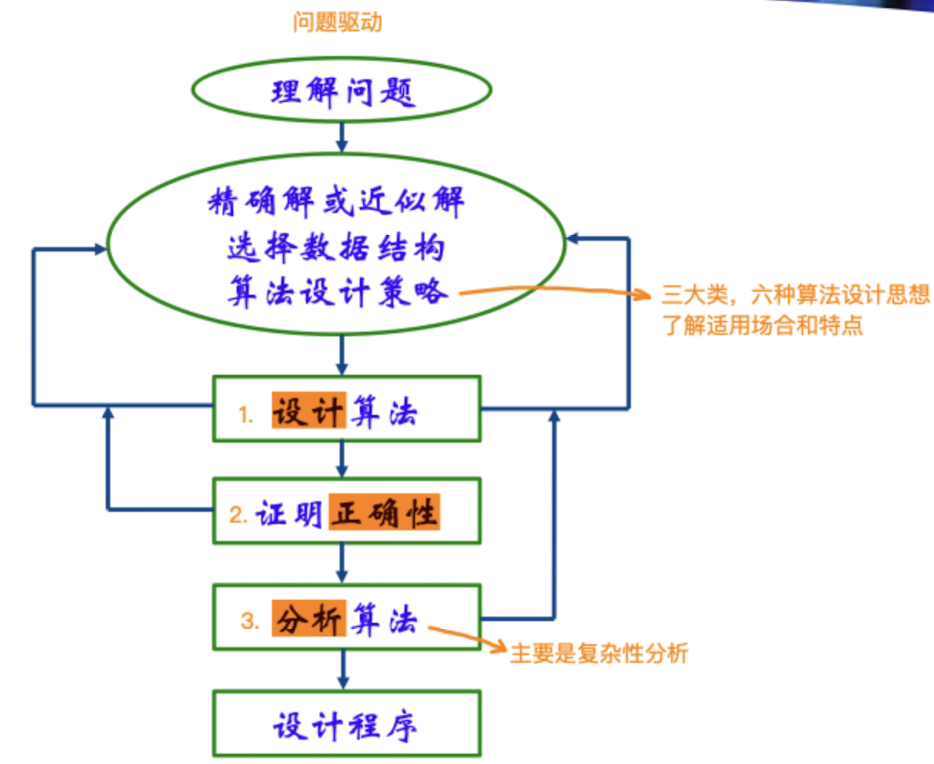 问题驱动
理解问题
精确解或近似解
选择数据结构
算法设计策略
三大类，六种算法设计思想
了解适用场合和特点
1. 设计算法
2. 证明正确性
3. 分析算法
主要是复杂性分析
设计程序